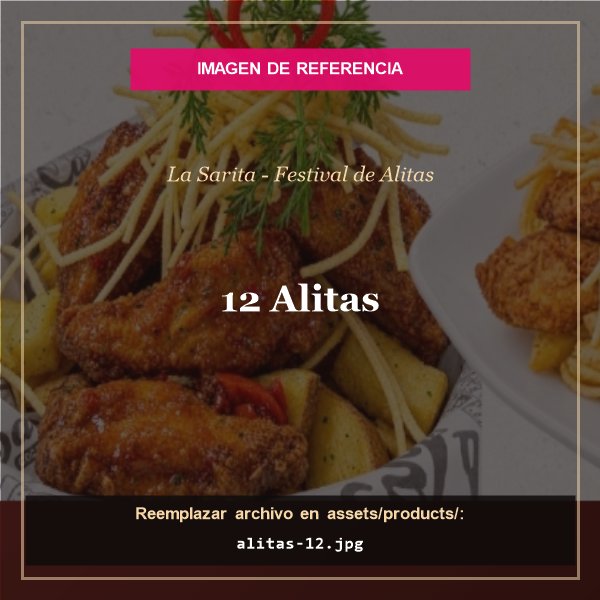 IMAGEN DE REFERENCIA
La Sarita - Festival de Alitas
12 Alitas
Reemplazar archivo en assets/products/:
alitas-12.jpg